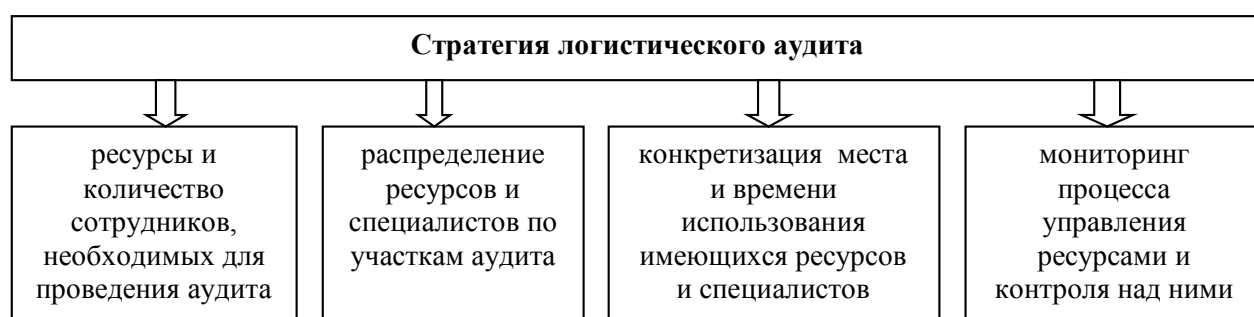 Стратегия логистического аудита
ресурсы и
количество
сотрудников,
необходимых для
проведения аудита
распределение
ресурсов и
специалистов по
участкам аудита
конкретизация места
и времени
использования
имеющихся ресурсов
и специалистов
мониторинг
процесса
управления
ресурсами и
контроля над ними